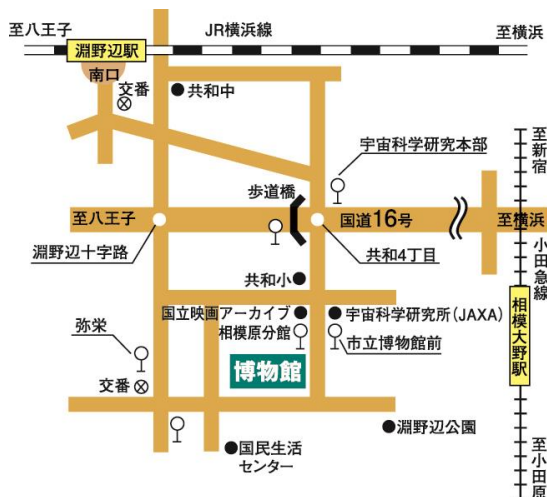 至八王子
JR横浜線
至横浜
淵野辺駅
南口
交番
共和中
至新宿
宇宙科学研究本部
歩道橋
至八王子
国道16号
至横浜
淵野辺十字路
共和4丁目
小田急線
共和小
国立映画アーカイブ
相模原分館
宇宙科学研究所(JAXA)
市立博物館前
相模大野駅
弥栄
博物館
交番
淵野辺公園
国民生活
センター
至小田原